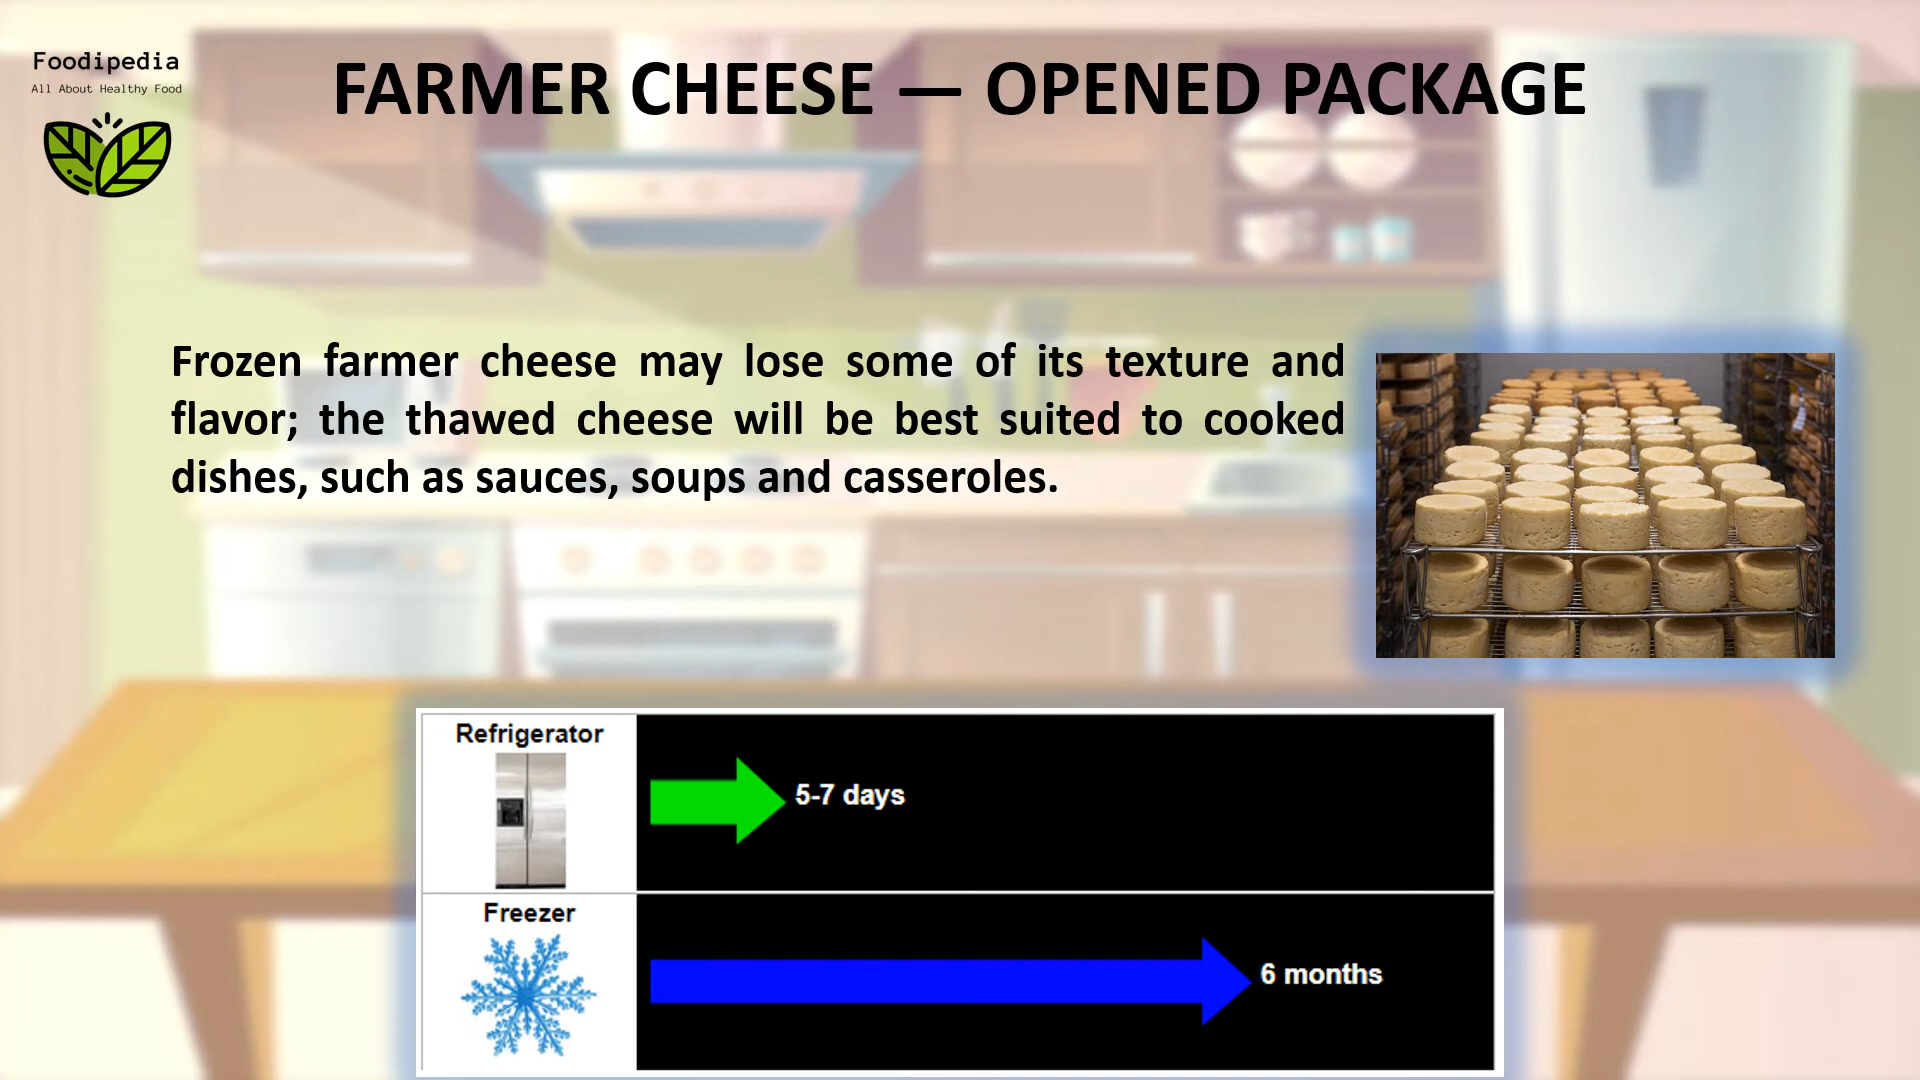 Foodipedia
All About Healthy Food
FARMER CHEESE — OPENED PACKAGE
Frozen farmer cheese may lose some of its texture and
flavor; the thawed cheese will be best suited to cooked
dishes, such as sauces, soups and casseroles.
Refrigerator
5-7 days
Freezer
6 months